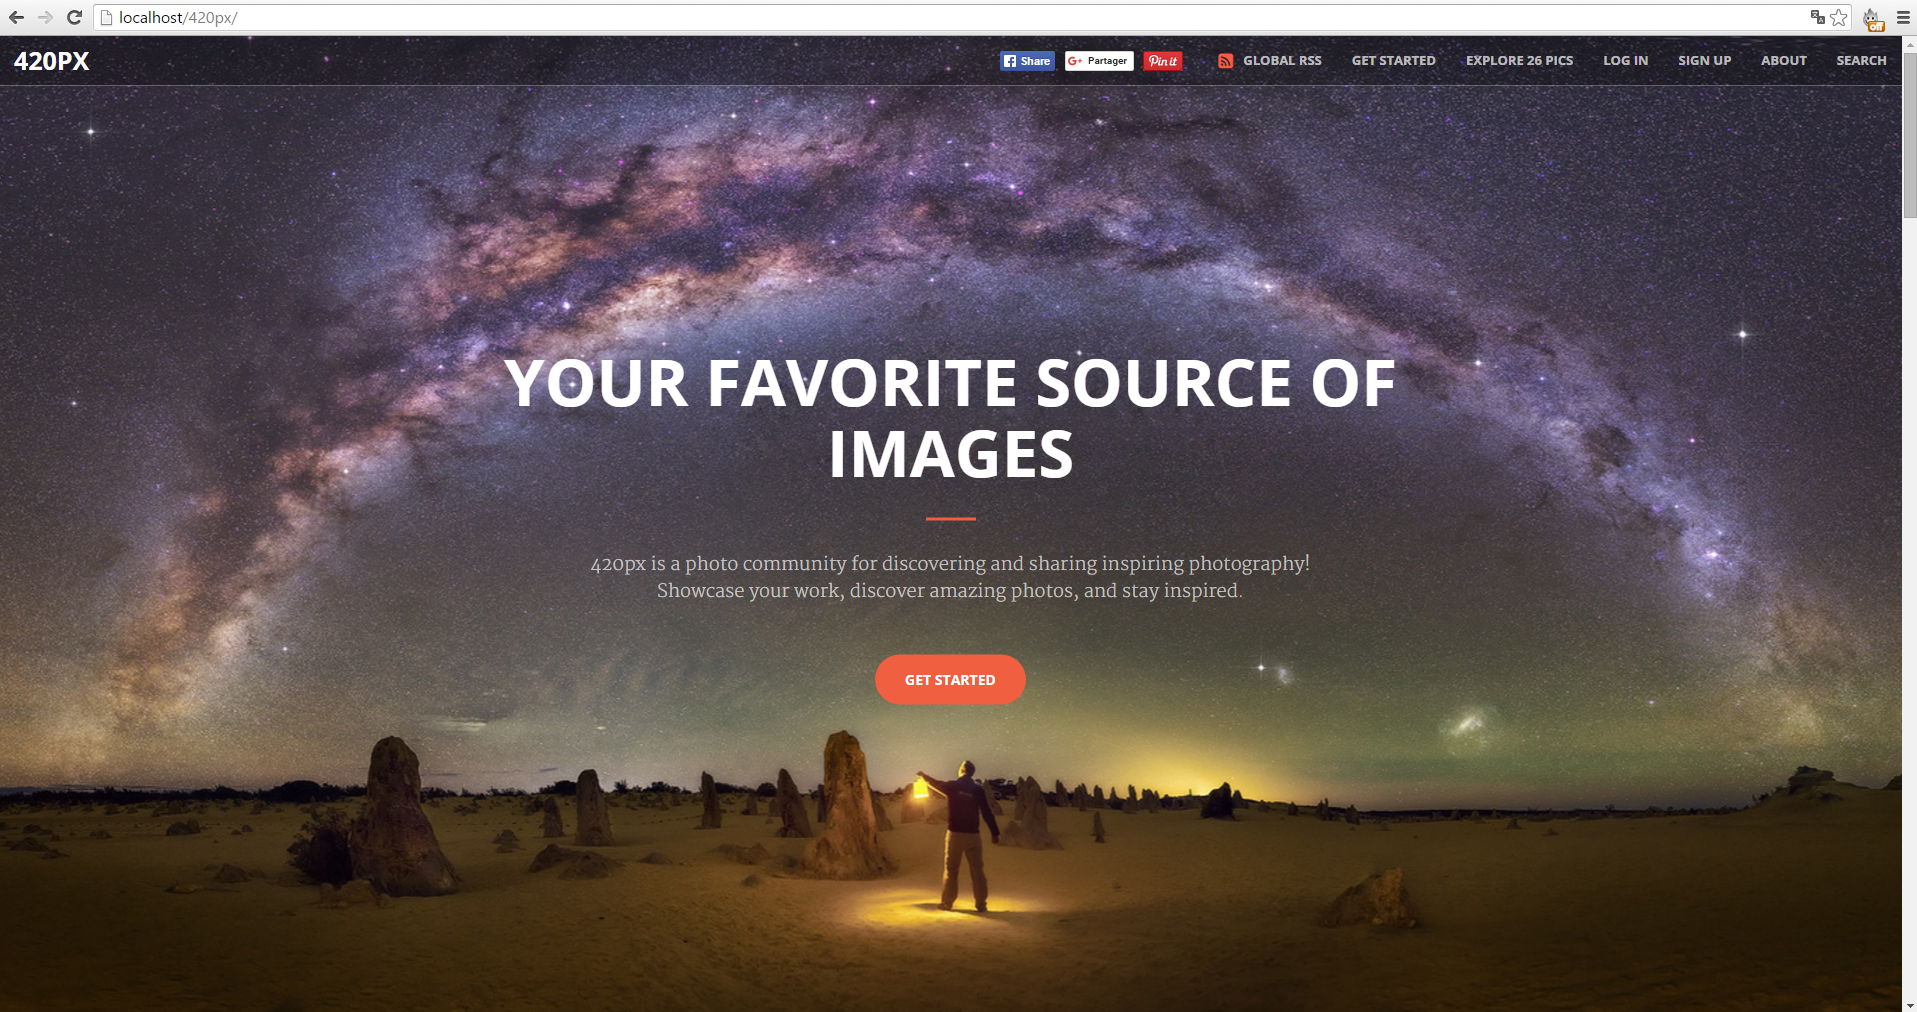 localhost/420px/
off
420PX
Share
G+ Partager
Pin it
GLOBAL RSS
GET STARTED
EXPLORE 26 PICS
LOG IN
SIGN UP
ABOUT
SEARCH
YOUR FAVORITE SOURCE OF
IMAGES
420px is a photo community for discovering and sharing inspiring photography!
Showcase your work, discover amazing photos, and stay inspired.
GET STARTED